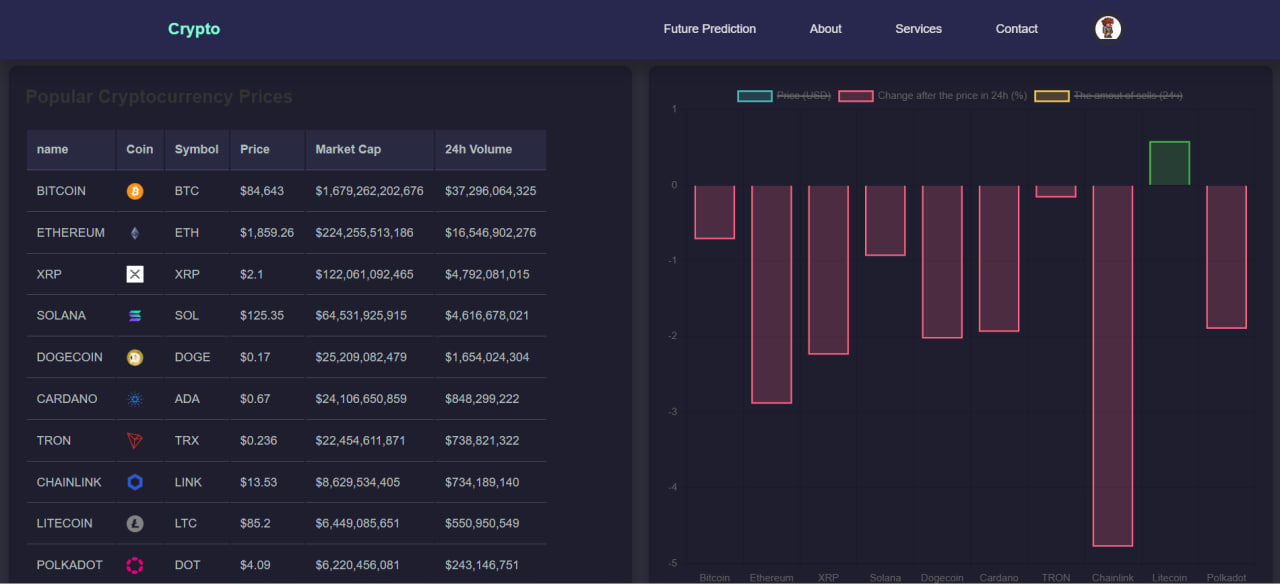 Crypto Future Prediction About Services Contact
Popular Cryptocurrency Prices
name Coin Symbol Price Market Cap 24h Volume
BITCOIN BTC $84,643 $1,679,262,202,676 $37,296,064,325
ETHEREUM ETH $1,859.26 $224,255,513,186 $16,546,902,276
XRP XRP $2.1 $122,061,092,465 $4,792,081,015
SOLANA SOL $125.35 $64,531,925,915 $4,616,678,021
DOGECOIN DOGE $0.17 $25,209,082,479 $1,654,024,304
CARDANO ADA $0.67 $24,106,650,859 $848,299,222
TRON TRX $0.236 $22,454,611,871 $738,821,322
CHAINLINK LINK $13.53 $8,629,534,405 $734,189,140
LITECOIN LTC $85.2 $6,449,085,651 $550,950,549
POLKADOT DOT $4.09 $6,220,456,081 $243,146,751
Price (USD) Change after the price in 24h (%) The amout of sells (24h)
1
0
-1
-2
-3
-4
-5
Bitcoin Ethereum XRP Solana Dogecoin Cardano TRON Chainlink Litecoin Polkadot